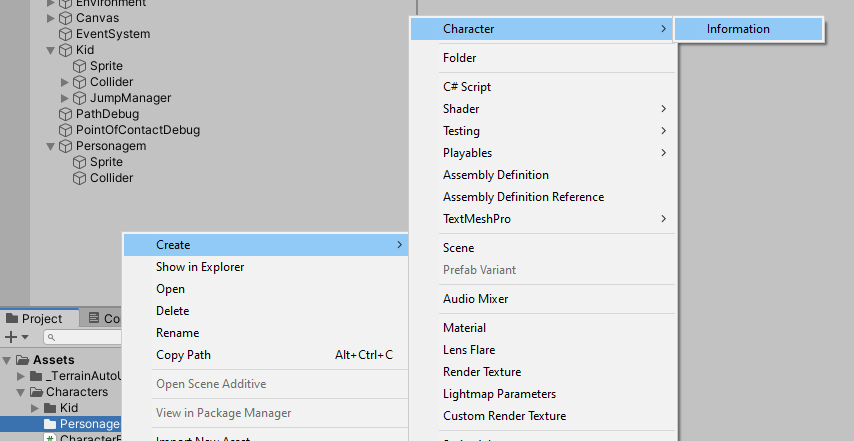 Environment
Canvas
EventSystem
Kid
Sprite
Collider
JumpManager
PathDebug
PointOfContactDebug
Personagem
Sprite
Collider
Create
Show in Explorer
Open
Delete
Rename
Copy Path Alt+Ctrl+C
Open Scene Additive
View in Package Manager
Import New Asset
Character
Folder
C# Script
Shader
Testing
Playables
Assembly Definition
Assembly Definition Reference
TextMeshPro
Scene
Prefab Variant
Audio Mixer
Material
Lens Flare
Render Texture
Lightmap Parameters
Custom Render Texture
Information
Project
Co
Assets
_TerrainAutoU
Characters
Kid
Personage